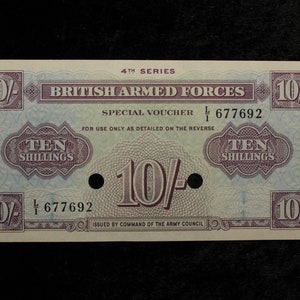 4TH SERIES
10/- BRITISH ARMED FORCES 10/-
SPECIAL VOUCHER L/1 677692
FOR USE ONLY AS DETAILED ON THE REVERSE
TEN SHILLINGS TEN SHILLINGS
10/-
L/1 677692
10/- ISSUED BY COMMAND OF THE ARMY COUNCIL 10/-